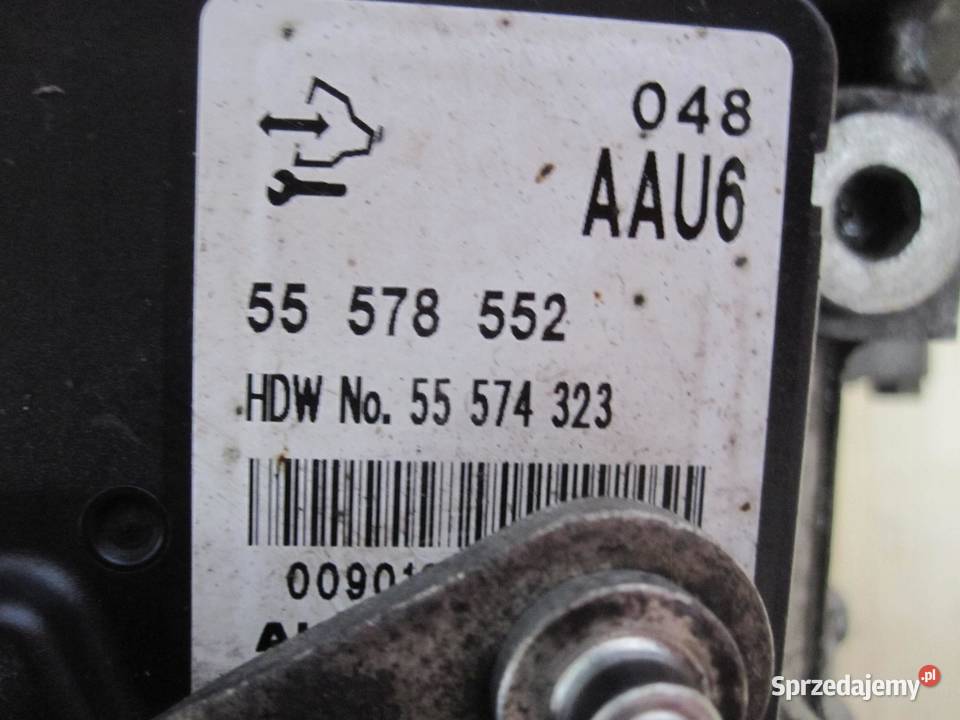 048
AAU6
55 578 552
HDW No. 55 574 323
Sprzedajemy.pl